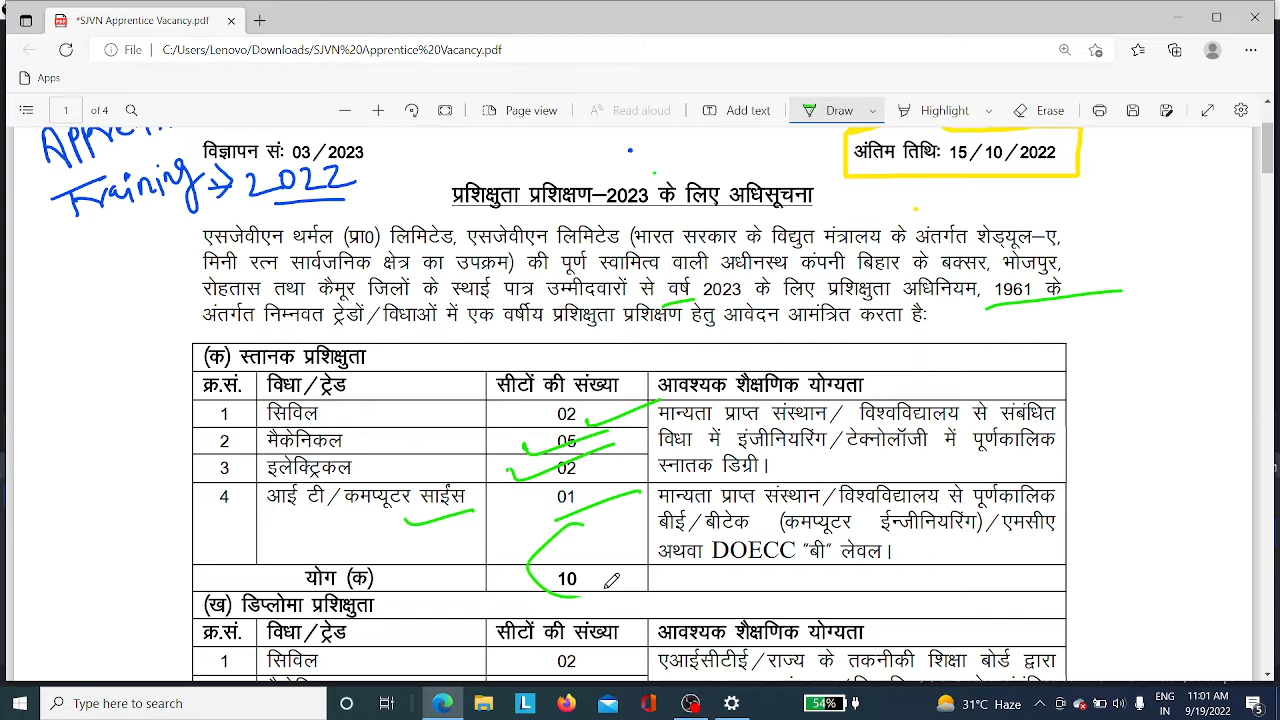 *SJVN Apprentice Vacancy.pdf
File C:/Users/Lenovo/Downloads/SJVN%20Apprentice%20Vacancy.pdf
Apps
1 of 4 Page view Read aloud Add text Draw Highlight Erase
Training → 2022
विज्ञापन संः 03/2023
अंतिम तिथिः 15/10/2022
प्रशिक्षुता प्रशिक्षण–2023 के लिए अधिसूचना
एसजेवीएन थर्मल (प्रा0) लिमिटेड, एसजेवीएन लिमिटेड (भारत सरकार के विद्युत मंत्रालय के अंतर्गत शेड्यूल–ए,
मिनी रत्न सार्वजनिक क्षेत्र का उपक्रम) की पूर्ण स्वामित्व वाली अधीनस्थ कंपनी बिहार के बक्सर, भोजपुर,
रोहतास तथा कैमूर जिलों के स्थाई पात्र उम्मीदवारों से वर्ष 2023 के लिए प्रशिक्षुता अधिनियम, 1961 के
अंतर्गत निम्नवत ट्रेडों/विधाओं में एक वर्षीय प्रशिक्षुता प्रशिक्षण हेतु आवेदन आमंत्रित करता हैः
(क) स्तानक प्रशिक्षुता
क्र.सं. विधा/ट्रेड सीटों की संख्या आवश्यक शैक्षणिक योग्यता
1 सिविल 02 मान्यता प्राप्त संस्थान/ विश्वविद्यालय से संबंधित
2 मैकेनिकल 05 विधा में इंजीनियरिंग/टेक्नोलॉजी में पूर्णकालिक
3 इलेक्ट्रिकल 02 स्नातक डिग्री।
4 आई टी/कमप्यूटर साईंस 01 मान्यता प्राप्त संस्थान/विश्वविद्यालय से पूर्णकालिक
बीई/बीटेक (कमप्यूटर ईन्जीनियरिंग)/एमसीए
अथवा DOECC "बी" लेवल।
योग (क) 10
(ख) डिप्लोमा प्रशिक्षुता
क्र.सं. विधा/ट्रेड सीटों की संख्या आवश्यक शैक्षणिक योग्यता
1 सिविल 02 एआईसीटीई/राज्य के तकनीकी शिक्षा बोर्ड द्वारा
Type here to search 54% 31°C Haze ENG 11:01 AM
IN 9/19/2022 5